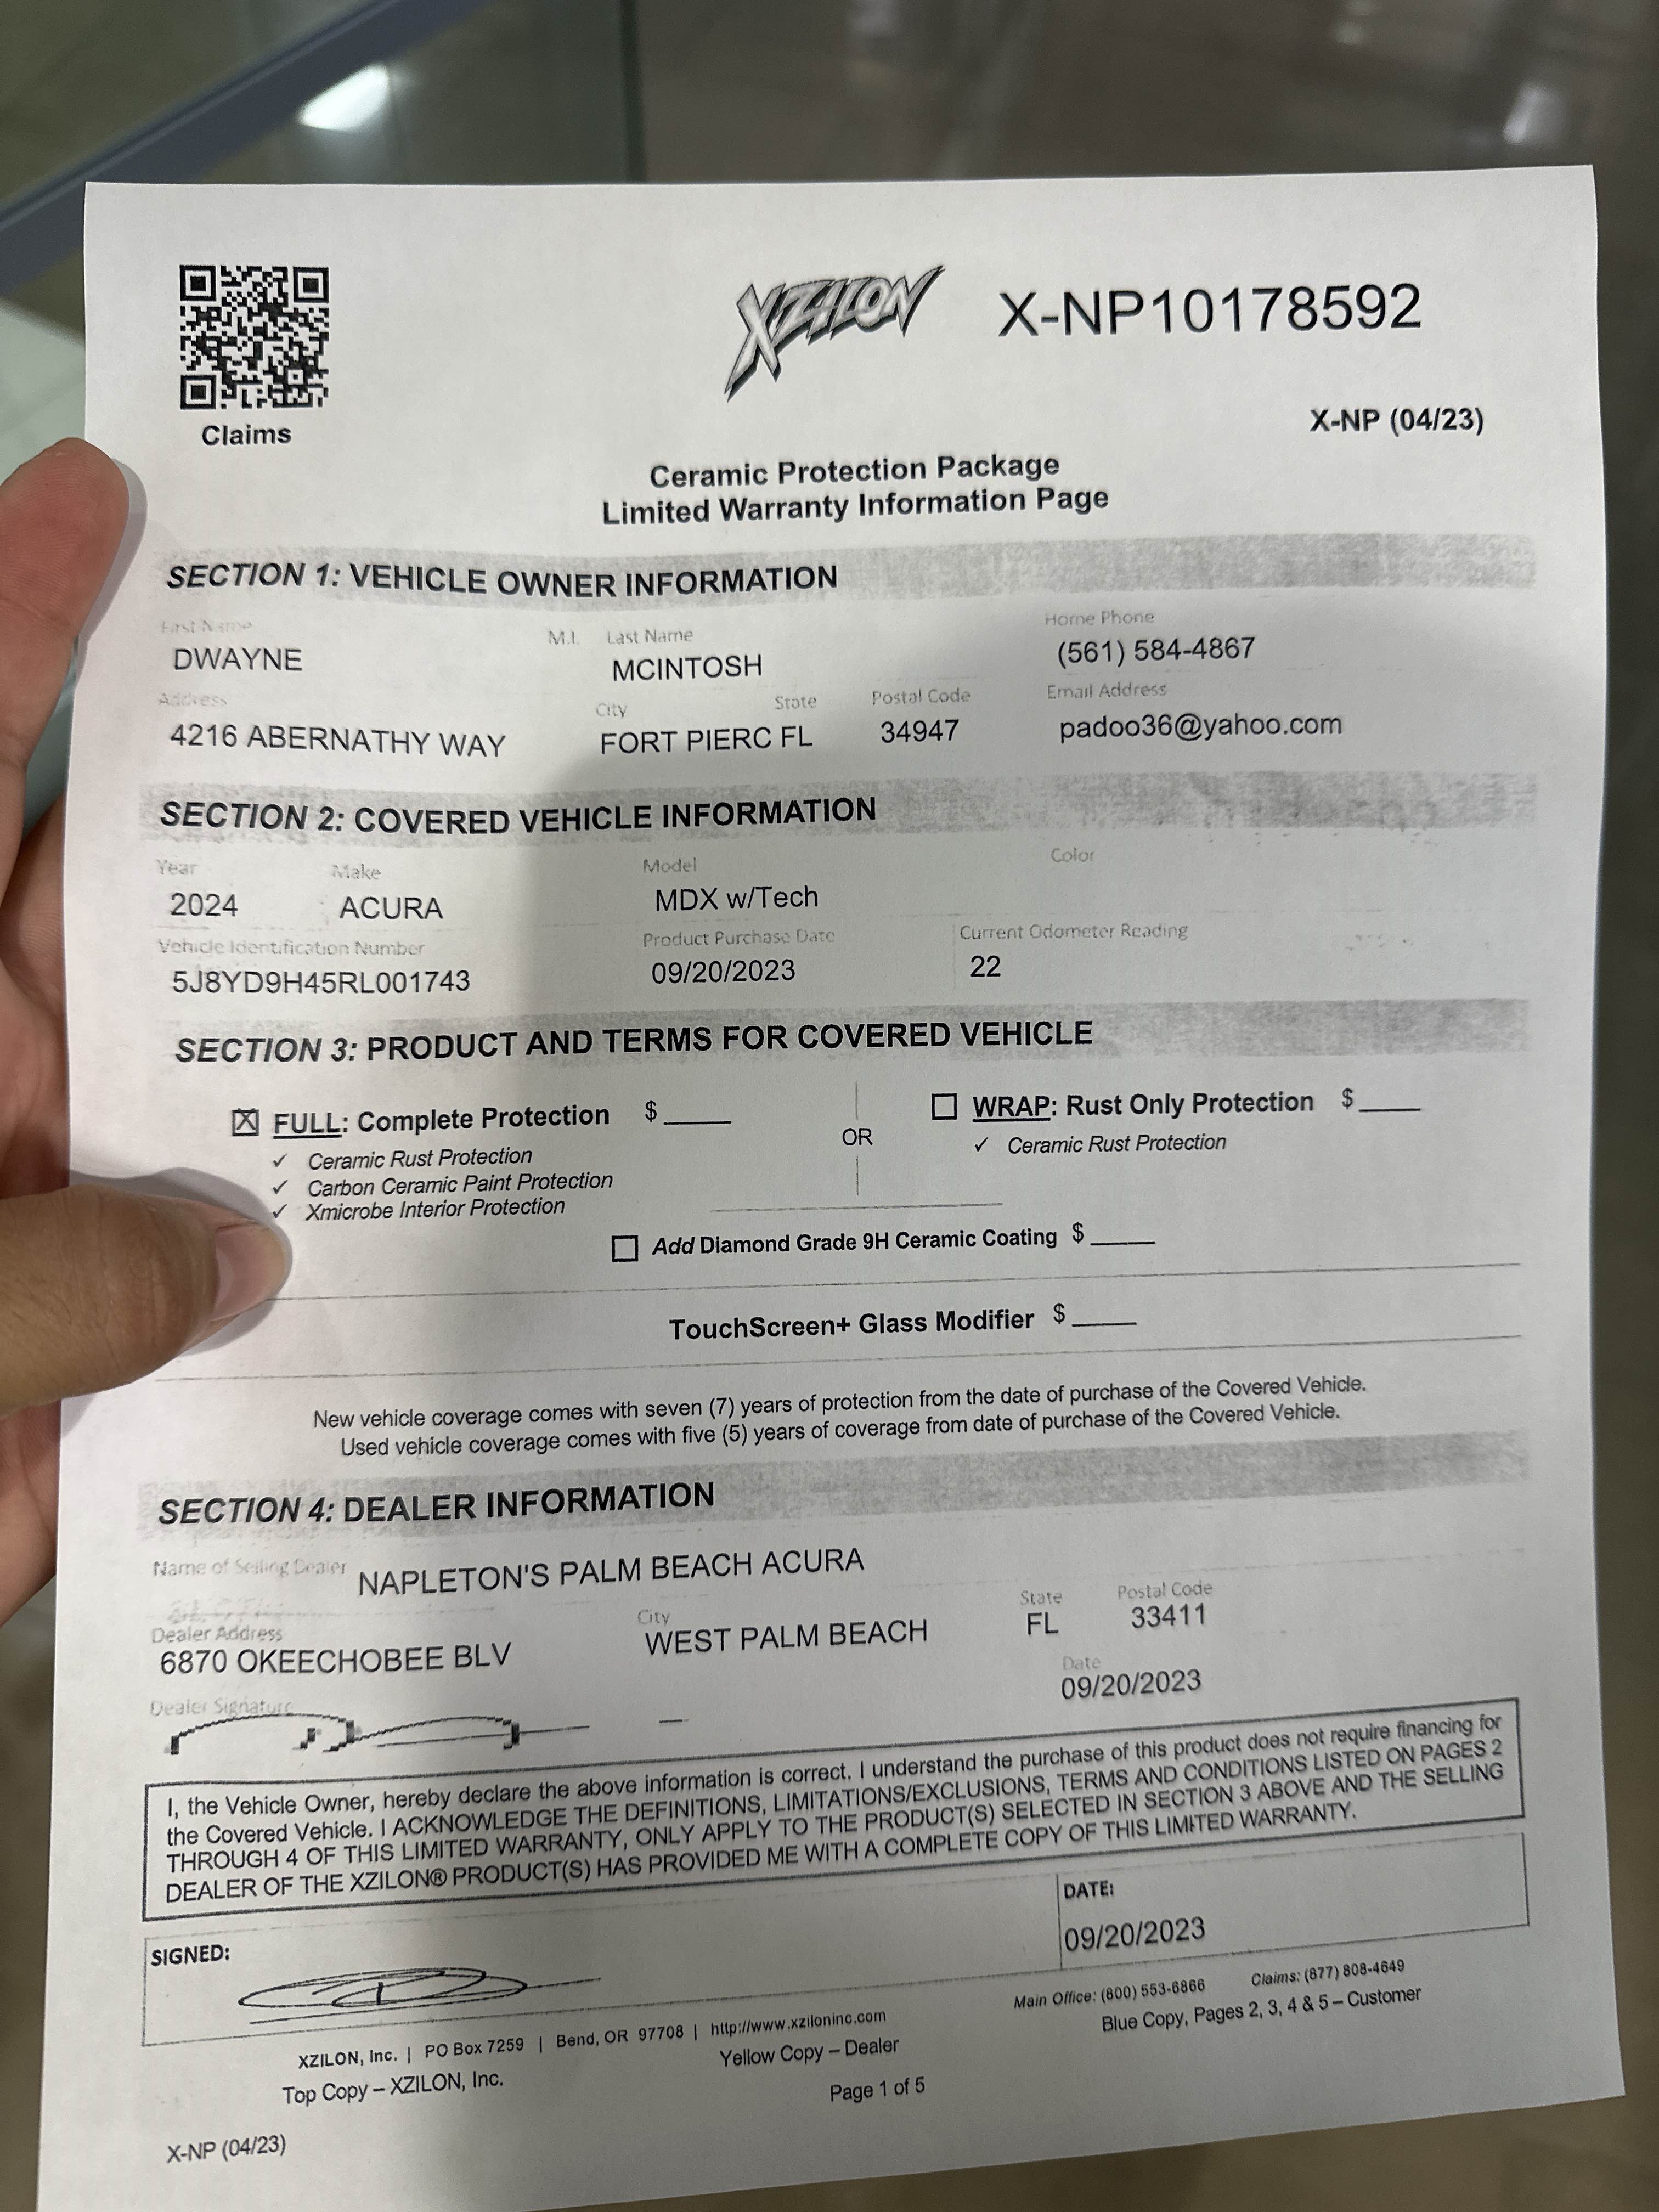 XZILON X-NP10178592
Claims
X-NP (04/23)
Ceramic Protection Package
Limited Warranty Information Page
SECTION 1: VEHICLE OWNER INFORMATION
First Name M.I. Last Name Home Phone
DWAYNE MCINTOSH (561) 584-4867
Address City State Postal Code Email Address
4216 ABERNATHY WAY FORT PIERC FL 34947 padoo36@yahoo.com
SECTION 2: COVERED VEHICLE INFORMATION
Year Make Model Color
2024 ACURA MDX w/Tech
Vehicle Identification Number Product Purchase Date Current Odometer Reading
5J8YD9H45RL001743 09/20/2023 22
SECTION 3: PRODUCT AND TERMS FOR COVERED VEHICLE
☒ FULL: Complete Protection $____ ☐ WRAP: Rust Only Protection $____
OR
✓ Ceramic Rust Protection ✓ Ceramic Rust Protection
✓ Carbon Ceramic Paint Protection
✓ Xmicrobe Interior Protection
☐ Add Diamond Grade 9H Ceramic Coating $____
TouchScreen+ Glass Modifier $____
New vehicle coverage comes with seven (7) years of protection from the date of purchase of the Covered Vehicle.
Used vehicle coverage comes with five (5) years of coverage from date of purchase of the Covered Vehicle.
SECTION 4: DEALER INFORMATION
Name of Selling Dealer NAPLETON'S PALM BEACH ACURA
Dealer Address City State Postal Code
6870 OKEECHOBEE BLV WEST PALM BEACH FL 33411
Dealer Signature Date
09/20/2023
I, the Vehicle Owner, hereby declare the above information is correct. I understand the purchase of this product does not require financing for
the Covered Vehicle. I ACKNOWLEDGE THE DEFINITIONS, LIMITATIONS/EXCLUSIONS, TERMS AND CONDITIONS LISTED ON PAGES 2
THROUGH 4 OF THIS LIMITED WARRANTY, ONLY APPLY TO THE PRODUCT(S) SELECTED IN SECTION 3 ABOVE AND THE SELLING
DEALER OF THE XZILON® PRODUCT(S) HAS PROVIDED ME WITH A COMPLETE COPY OF THIS LIMITED WARRANTY.
SIGNED: DATE:
09/20/2023
XZILON, Inc. | PO Box 7259 | Bend, OR 97708 | http://www.xziloninc.com Main Office: (800) 553-6866 Claims: (877) 808-4649
Top Copy – XZILON, Inc. Yellow Copy – Dealer Blue Copy, Pages 2, 3, 4 & 5 – Customer
Page 1 of 5
X-NP (04/23)